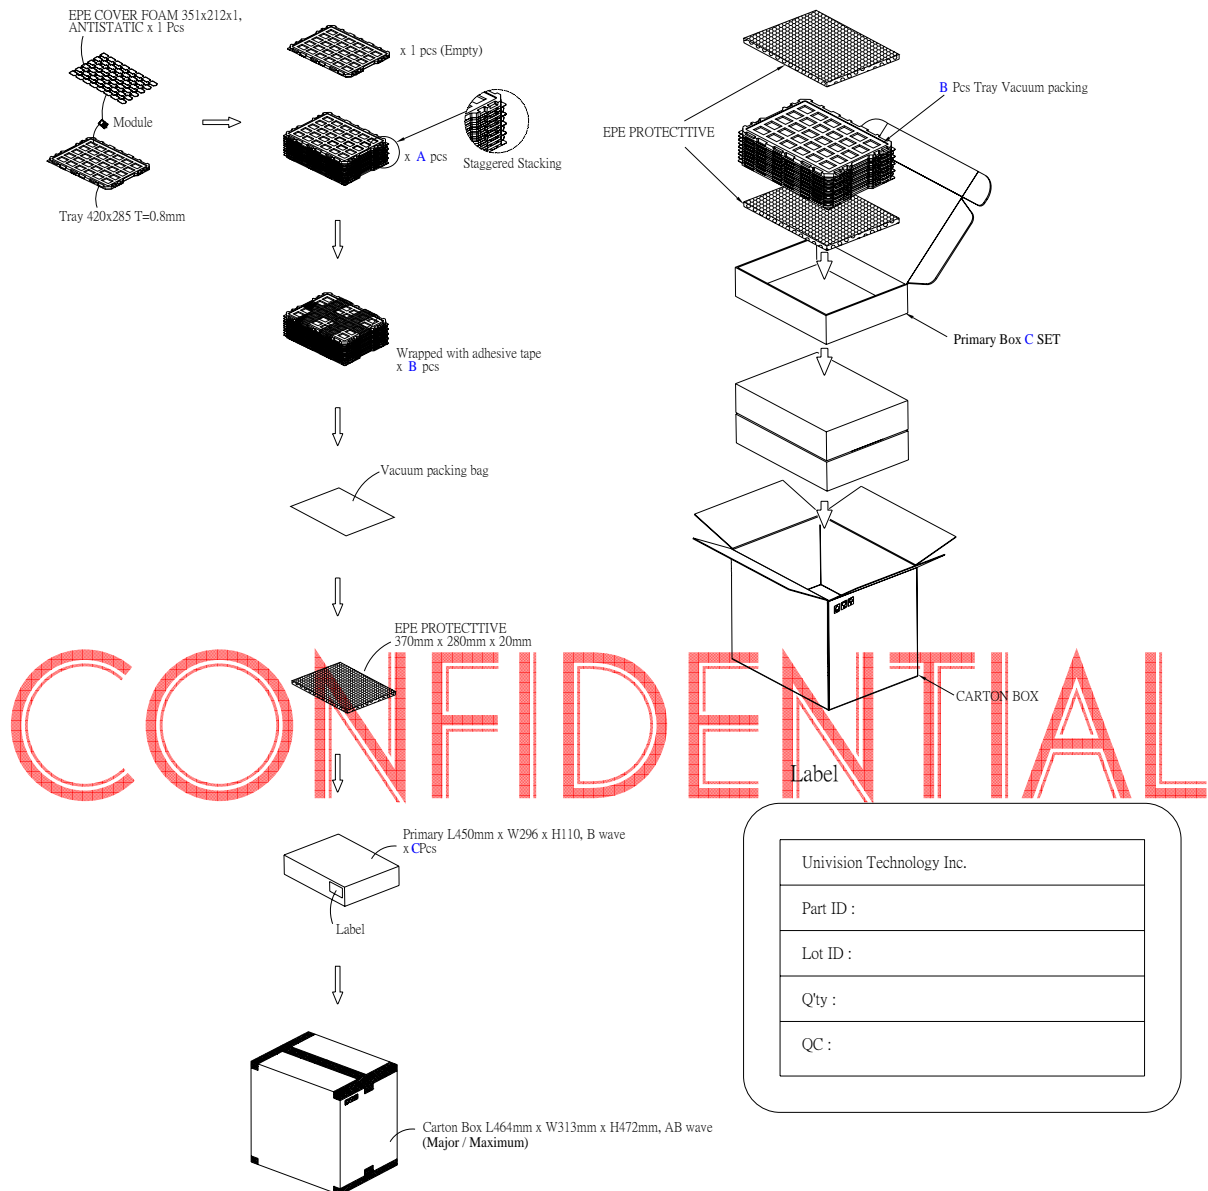 EPE COVER FOAM 351x212x1,
ANTISTATIC x 1 Pcs
Module
Tray 420x285 T=0.8mm
x 1 pcs (Empty)
x A pcs
Staggered Stacking
Wrapped with adhesive tape
x B pcs
Vacuum packing bag
EPE PROTECTTIVE
370mm x 280mm x 20mm
Primary L450mm x W296 x H110, B wave
x CPcs
Label
Carton Box L464mm x W313mm x H472mm, AB wave
(Major / Maximum)
B Pcs Tray Vacuum packing
EPE PROTECTTIVE
Primary Box C SET
CARTON BOX
CONFIDENTIAL
Label
Univision Technology Inc.
Part ID :
Lot ID :
Q'ty :
QC :